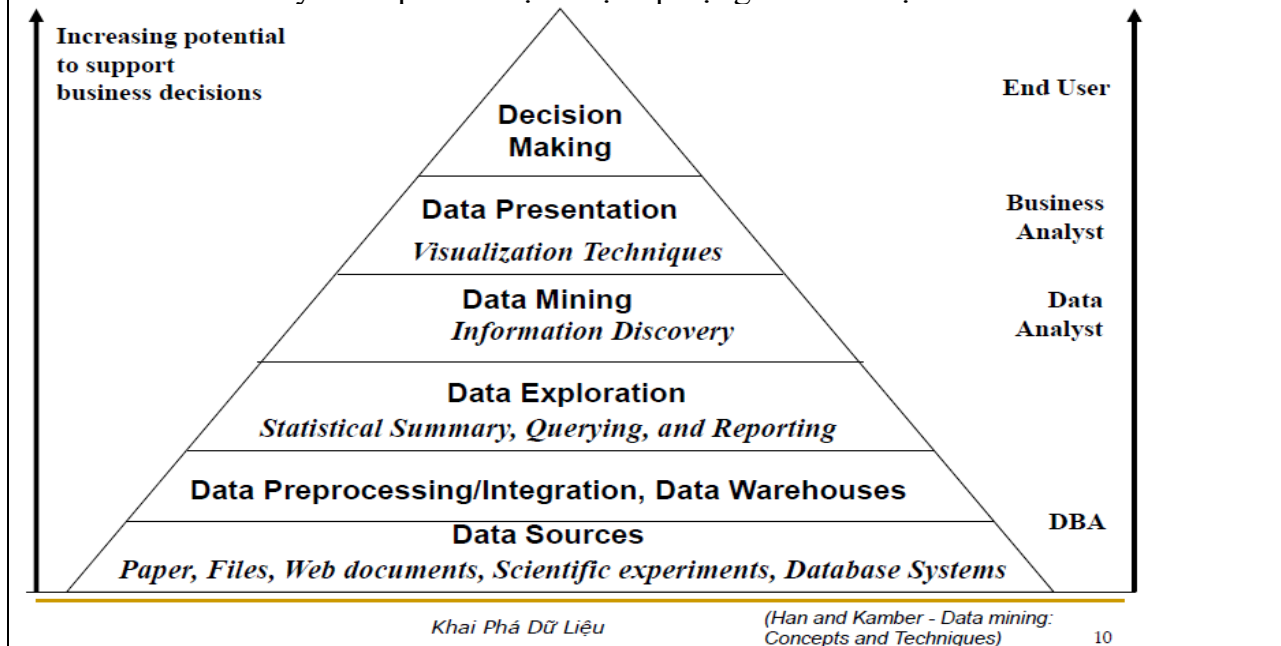 Increasing potential
to support
business decisions
End User
Decision
Making
Data Presentation
Visualization Techniques
Business
Analyst
Data Mining
Information Discovery
Data
Analyst
Data Exploration
Statistical Summary, Querying, and Reporting
Data Preprocessing/Integration, Data Warehouses
DBA
Data Sources
Paper, Files, Web documents, Scientific experiments, Database Systems
Khai Phá Dữ Liệu
(Han and Kamber - Data mining:
Concepts and Techniques)
10